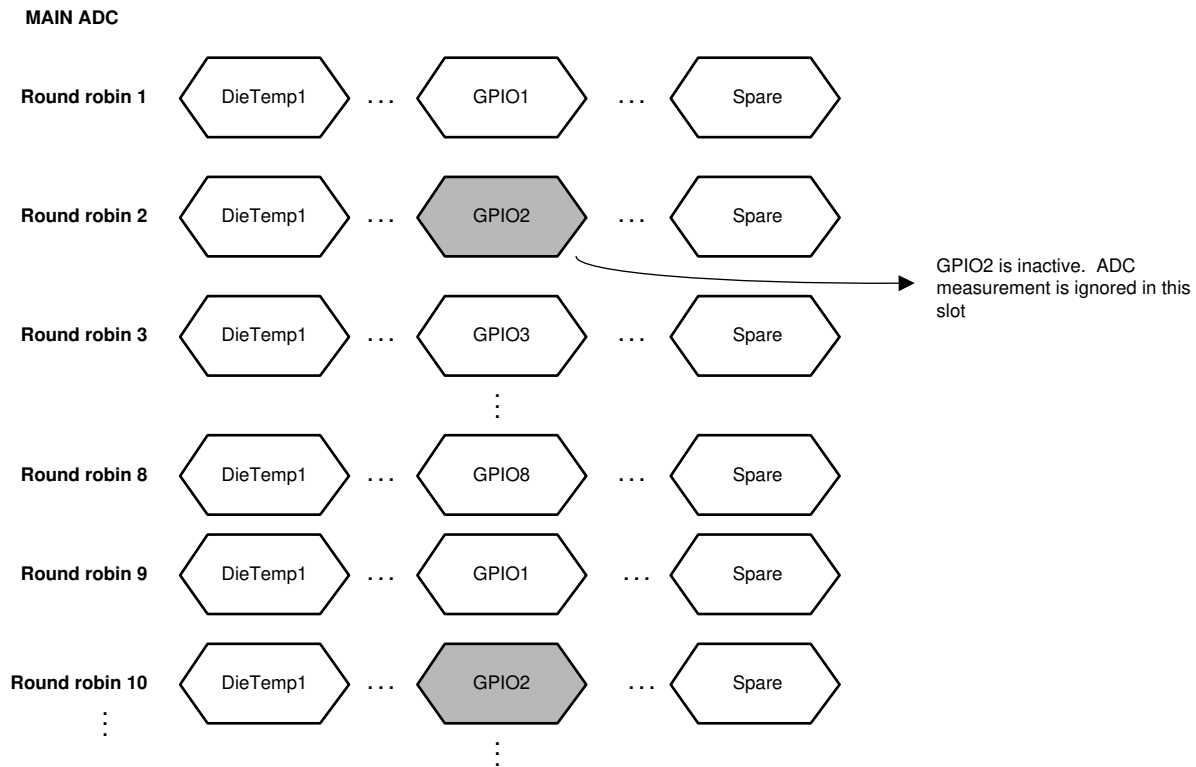 MAIN ADC
Round robin 1 DieTemp1 ... GPIO1 ... Spare
Round robin 2 DieTemp1 ... GPIO2 ... Spare
GPIO2 is inactive. ADC
measurement is ignored in this
slot
Round robin 3 DieTemp1 ... GPIO3 ... Spare
Round robin 8 DieTemp1 ... GPIO8 ... Spare
Round robin 9 DieTemp1 ... GPIO1 ... Spare
Round robin 10 DieTemp1 ... GPIO2 ... Spare